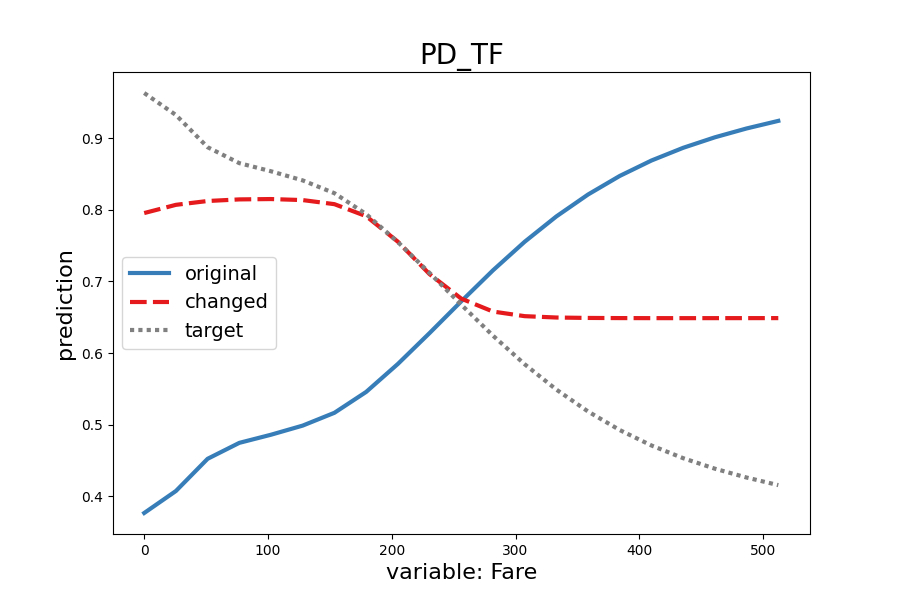 PD_TF
prediction
0.9
0.8
0.7
0.6
0.5
0.4
original
changed
target
0 100 200 300 400 500
variable: Fare